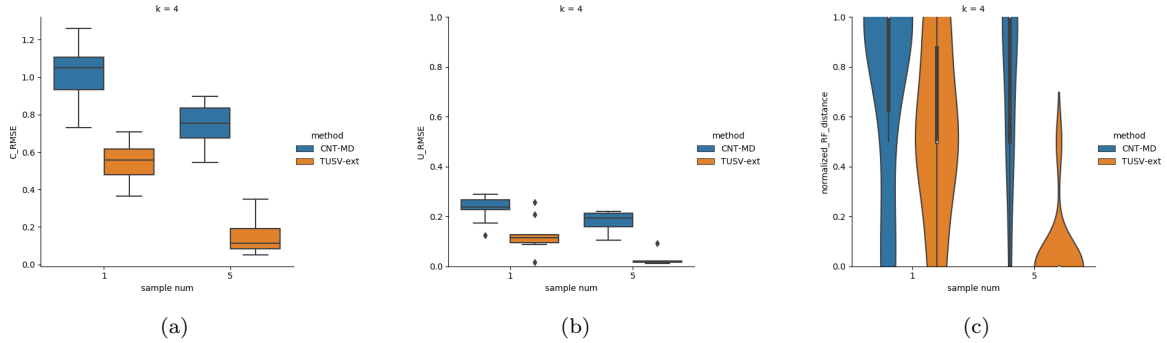 k = 4
C_RMSE
1.2
1.0
0.8
0.6
0.4
0.2
0.0
1
5
sample num
method
CNT-MD
TUSV-ext
(a)
k = 4
U_RMSE
1.0
0.8
0.6
0.4
0.2
0.0
1
5
sample num
method
CNT-MD
TUSV-ext
(b)
k = 4
normalized_RF_distance
1.0
0.8
0.6
0.4
0.2
0.0
1
5
sample num
method
CNT-MD
TUSV-ext
(c)